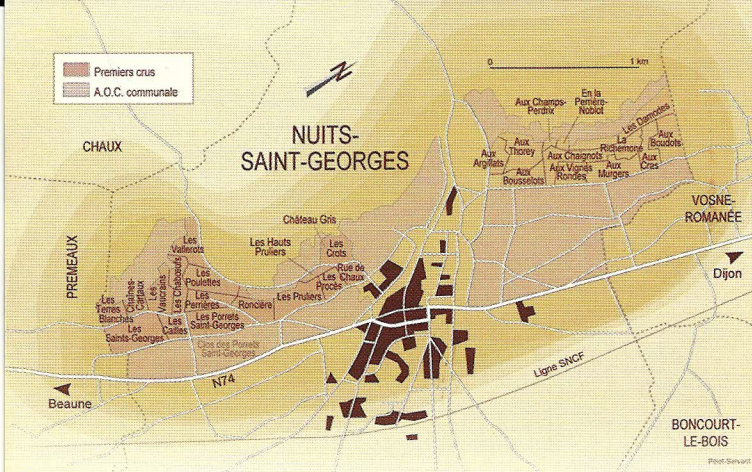 Premiers crus
A.O.C. communale
N
0 1 km
CHAUX
NUITS-
SAINT-GEORGES
Aux Champs-
Perdrix
En la
Perrière-
Noblot
Les Damodes
Aux
Argillats
Aux
Thorey
Aux
Bousselots
Aux Chaignots
Aux Vignes
Rondes
La
Richemone
Aux
Murgers
Aux
Cras
Aux
Boudots
VOSNE-
ROMANÉE
Dijon
PREMEAUX
Château Gris
Les Hauts
Pruliers
Les
Crots
Rue de
Chaux
Les
Procès
Les Pruliers
Roncière
Les
Vallerots
Les
Poulettes
Les
Perrières
Les Porrets
Saint-Georges
Clos des Porrets
Saint-Georges
Les Chabœufs
Les
Vaucrains
Chaînes-
Carteaux
Les
Terres
Blanches
Les
Saints-Georges
Les
Cailles
N74
Beaune
Ligne SNCF
BONCOURT-
LE-BOIS